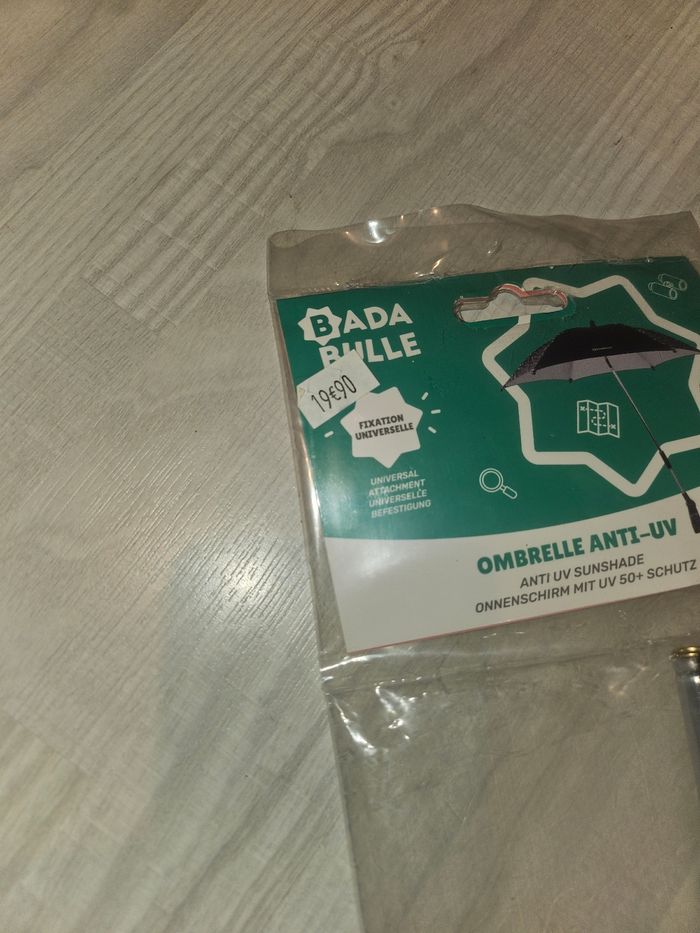 BADA
BULLE
19€90
FIXATION
UNIVERSELLE
UNIVERSAL
ATTACHMENT
UNIVERSELLE
BEFESTIGUNG
OMBRELLE ANTI-UV
ANTI UV SUNSHADE
ONNENSCHIRM MIT UV 50+ SCHUTZ